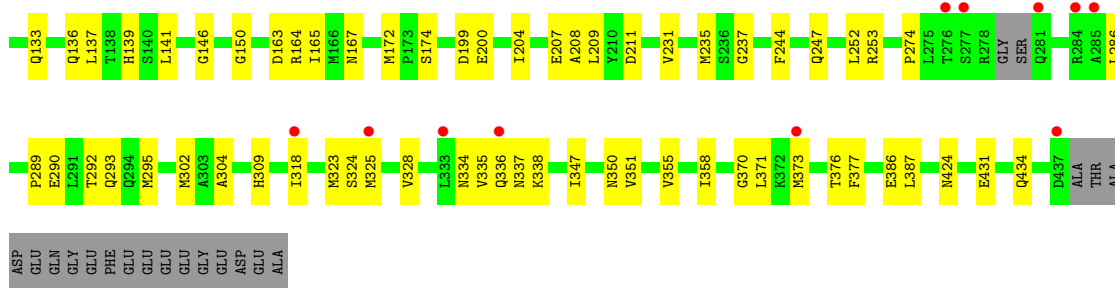 Q133 Q136 L137 T138 H139 S140 L141 G146 G150 D163 R164 I165 M166 N167 M172 P173 S174 D199 E200 I204 E207 A208 L209 Y210 D211 V231 M235 S236 G237 F244 Q247 L252 R253 P274 L275 T276 S277 R278 GLY SER Q281 R284 A285 L286
P289 E290 L291 T292 Q293 Q294 M295 M302 A303 A304 H309 I318 M323 S324 M325 V328 L333 N334 V335 Q336 N337 K338 I347 N350 V351 V355 I358 G370 L371 K372 M373 T376 F377 E386 L387 N424 E431 Q434 D437 ALA THR ALA
ASP GLU GLN GLY GLU PHE GLU GLU GLU GLY GLU ASP GLU ALA